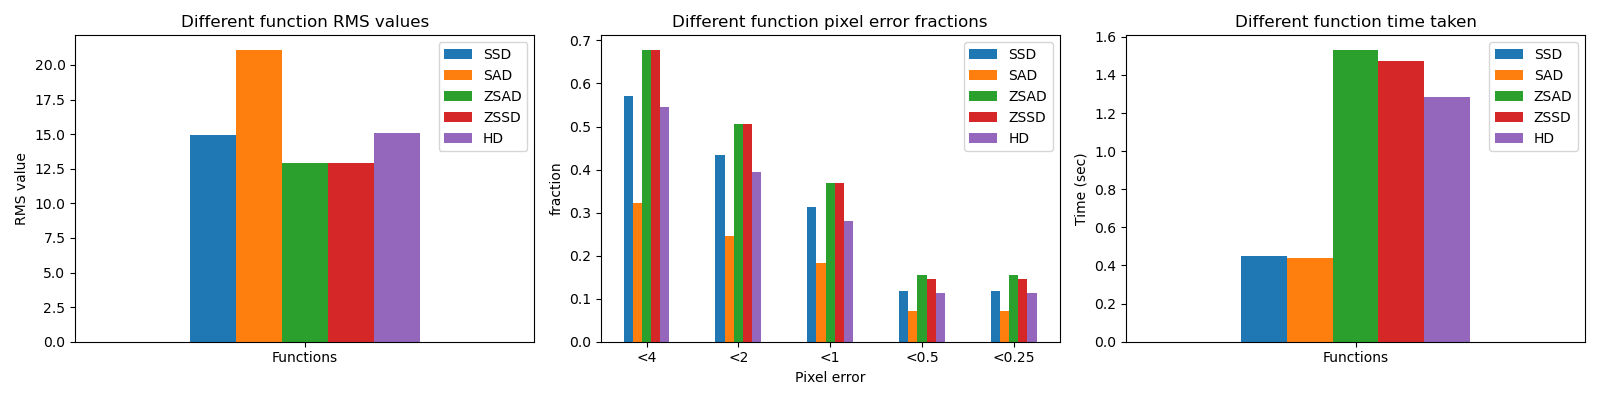 Different function RMS values
RMS value
20.0
17.5
15.0
12.5
10.0
7.5
5.0
2.5
0.0
Functions
SSD
SAD
ZSAD
ZSSD
HD
Different function pixel error fractions
fraction
0.7
0.6
0.5
0.4
0.3
0.2
0.1
0.0
<4 <2 <1 <0.5 <0.25
Pixel error
SSD
SAD
ZSAD
ZSSD
HD
Different function time taken
Time (sec)
1.6
1.4
1.2
1.0
0.8
0.6
0.4
0.2
0.0
Functions
SSD
SAD
ZSAD
ZSSD
HD